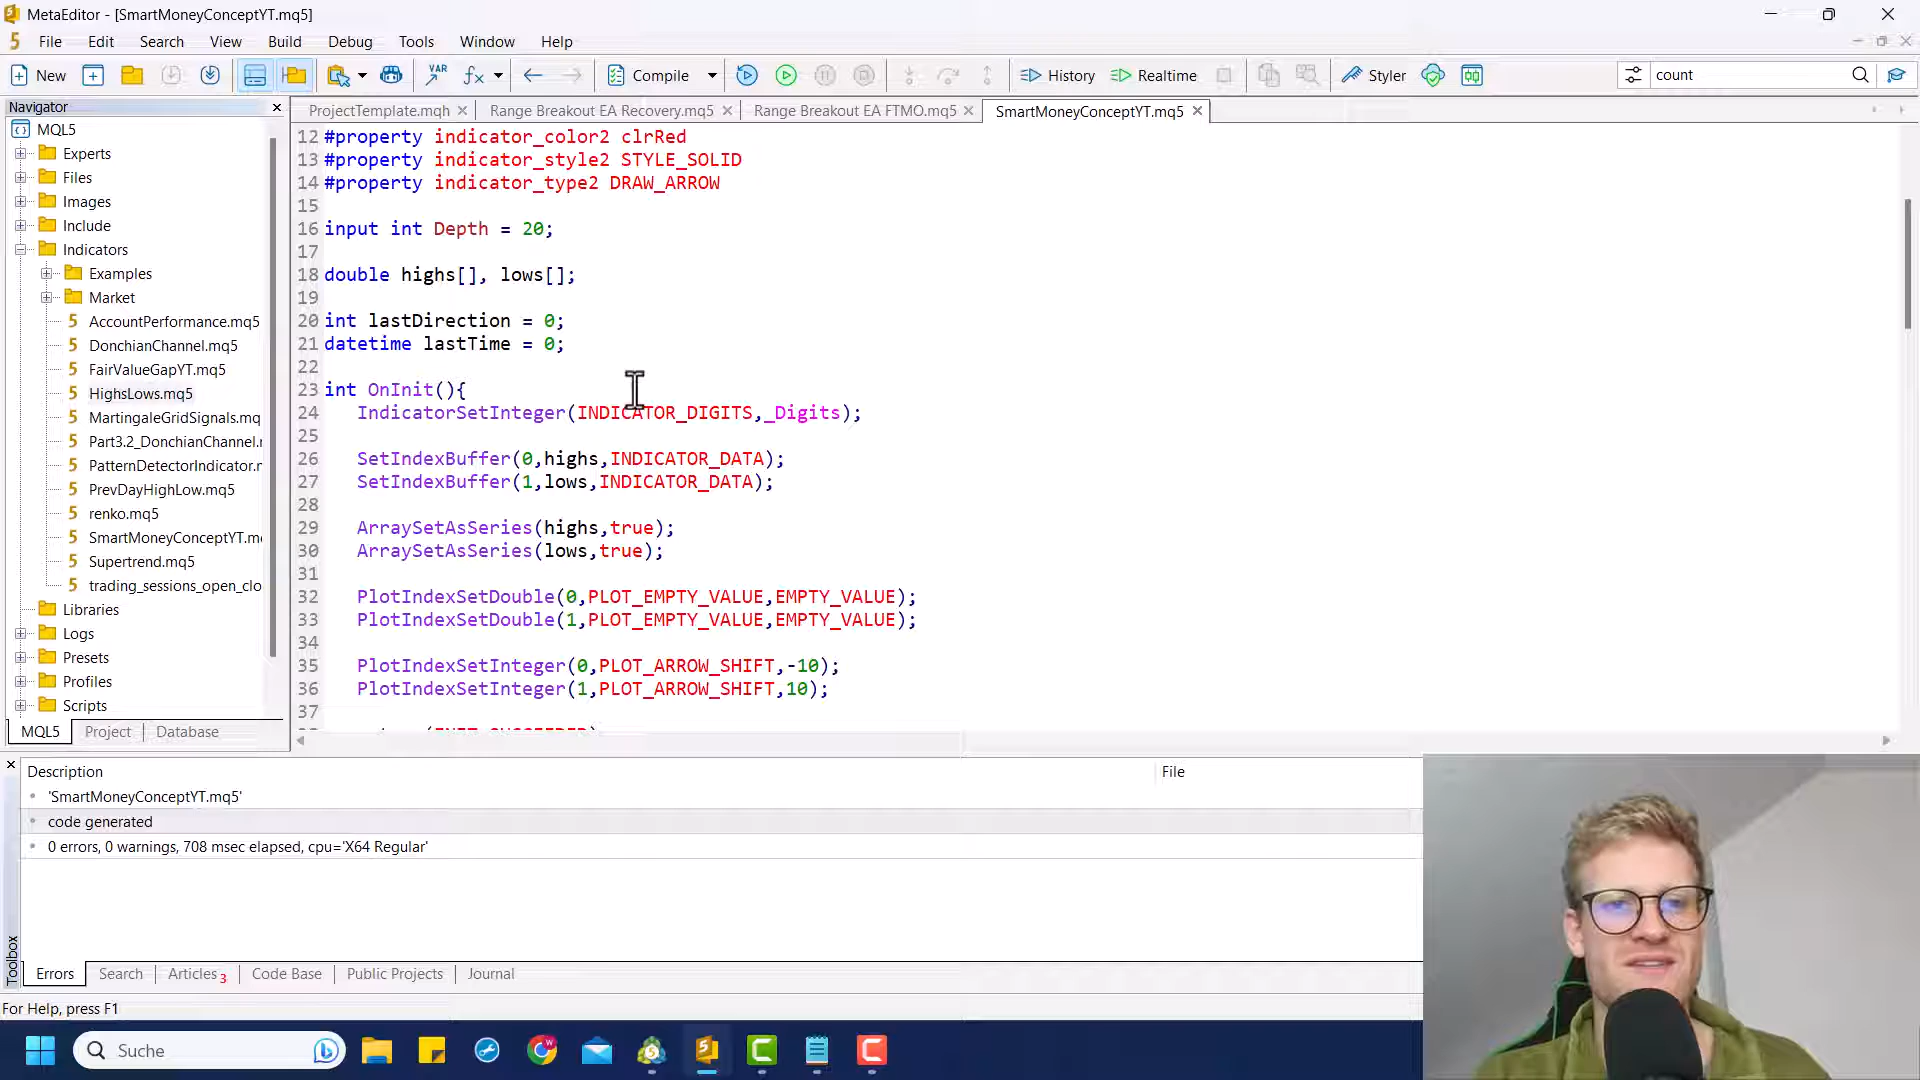 MetaEditor - [SmartMoneyConceptYT.mq5]
File Edit Search View Build Debug Tools Window Help
New Compile History Realtime Styler count
Navigator
ProjectTemplate.mqh Range Breakout EA Recovery.mq5 Range Breakout EA FTMO.mq5 SmartMoneyConceptYT.mq5
MQL5
Experts
Files
Images
Include
Indicators
Examples
Market
AccountPerformance.mq5
DonchianChannel.mq5
FairValueGapYT.mq5
HighsLows.mq5
MartingaleGridSignals.mq
Part3.2_DonchianChannel.r
PatternDetectorIndicator.r
PrevDayHighLow.mq5
renko.mq5
SmartMoneyConceptYT.m
Supertrend.mq5
trading_sessions_open_clo
Libraries
Logs
Presets
Profiles
Scripts
MQL5 Project Database
12 #property indicator_color2 clrRed
13 #property indicator_style2 STYLE_SOLID
14 #property indicator_type2 DRAW_ARROW
15
16 input int Depth = 20;
17
18 double highs[], lows[];
19
20 int lastDirection = 0;
21 datetime lastTime = 0;
22
23 int OnInit(){
24 IndicatorSetInteger(INDICATOR_DIGITS,_Digits);
25
26 SetIndexBuffer(0,highs,INDICATOR_DATA);
27 SetIndexBuffer(1,lows,INDICATOR_DATA);
28
29 ArraySetAsSeries(highs,true);
30 ArraySetAsSeries(lows,true);
31
32 PlotIndexSetDouble(0,PLOT_EMPTY_VALUE,EMPTY_VALUE);
33 PlotIndexSetDouble(1,PLOT_EMPTY_VALUE,EMPTY_VALUE);
34
35 PlotIndexSetInteger(0,PLOT_ARROW_SHIFT,-10);
36 PlotIndexSetInteger(1,PLOT_ARROW_SHIFT,10);
37
Description File
'SmartMoneyConceptYT.mq5'
code generated
0 errors, 0 warnings, 708 msec elapsed, cpu='X64 Regular'
Toolbox
Errors Search Articles 3 Code Base Public Projects Journal
For Help, press F1
Suche